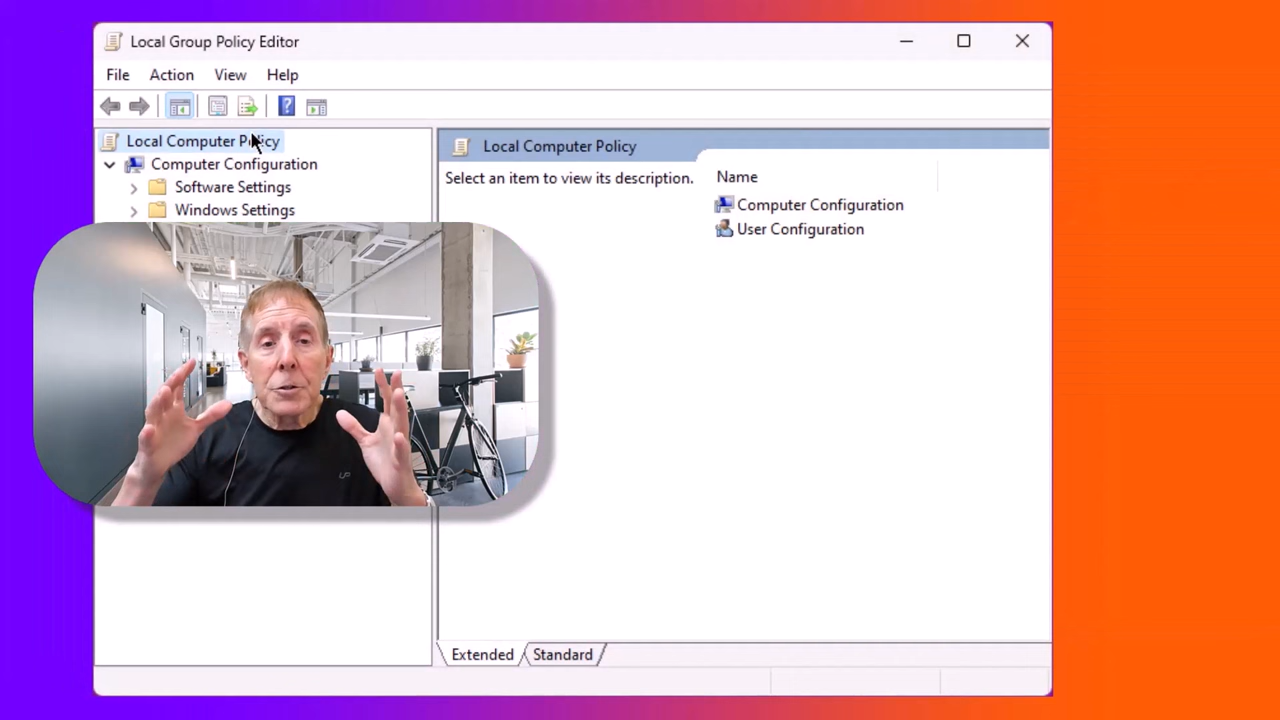 Local Group Policy Editor
File Action View Help
Local Computer Policy
Computer Configuration
Software Settings
Windows Settings
Local Computer Policy
Select an item to view its description.
Name
Computer Configuration
User Configuration
Extended
Standard